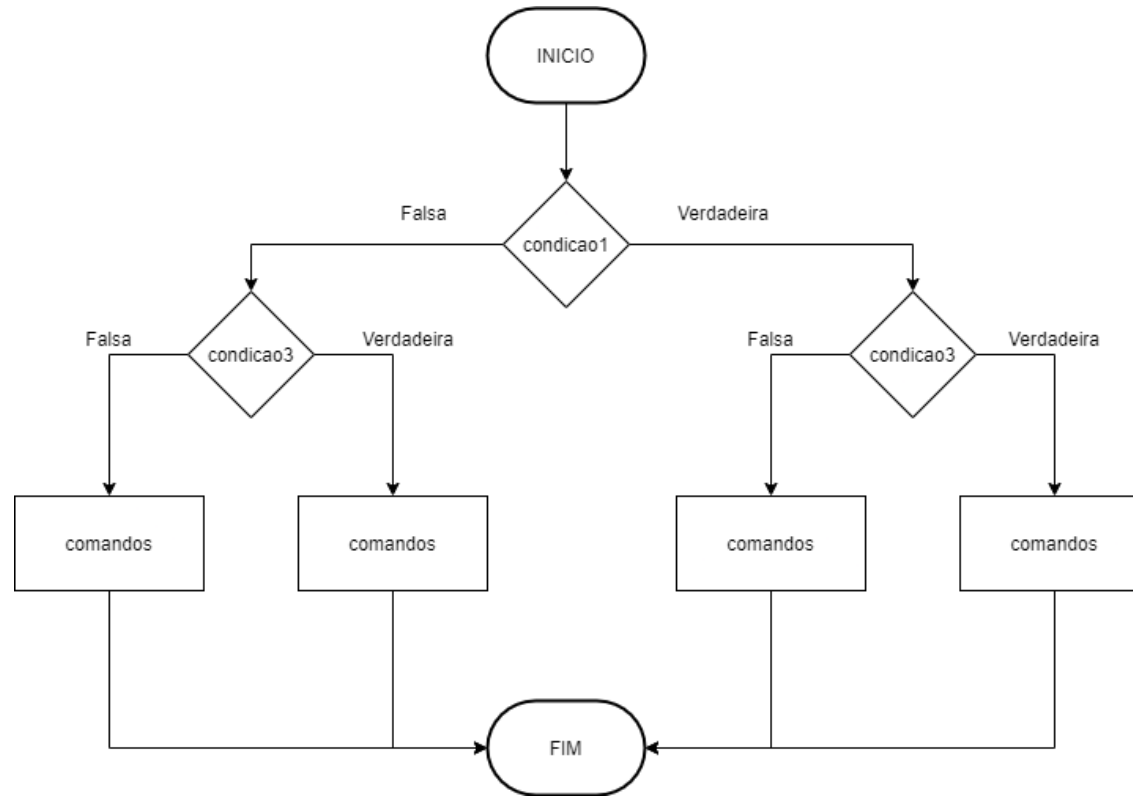 INICIO
Falsa
Verdadeira
condicao1
Falsa
Verdadeira
Falsa
Verdadeira
condicao3
condicao3
comandos
comandos
comandos
comandos
FIM